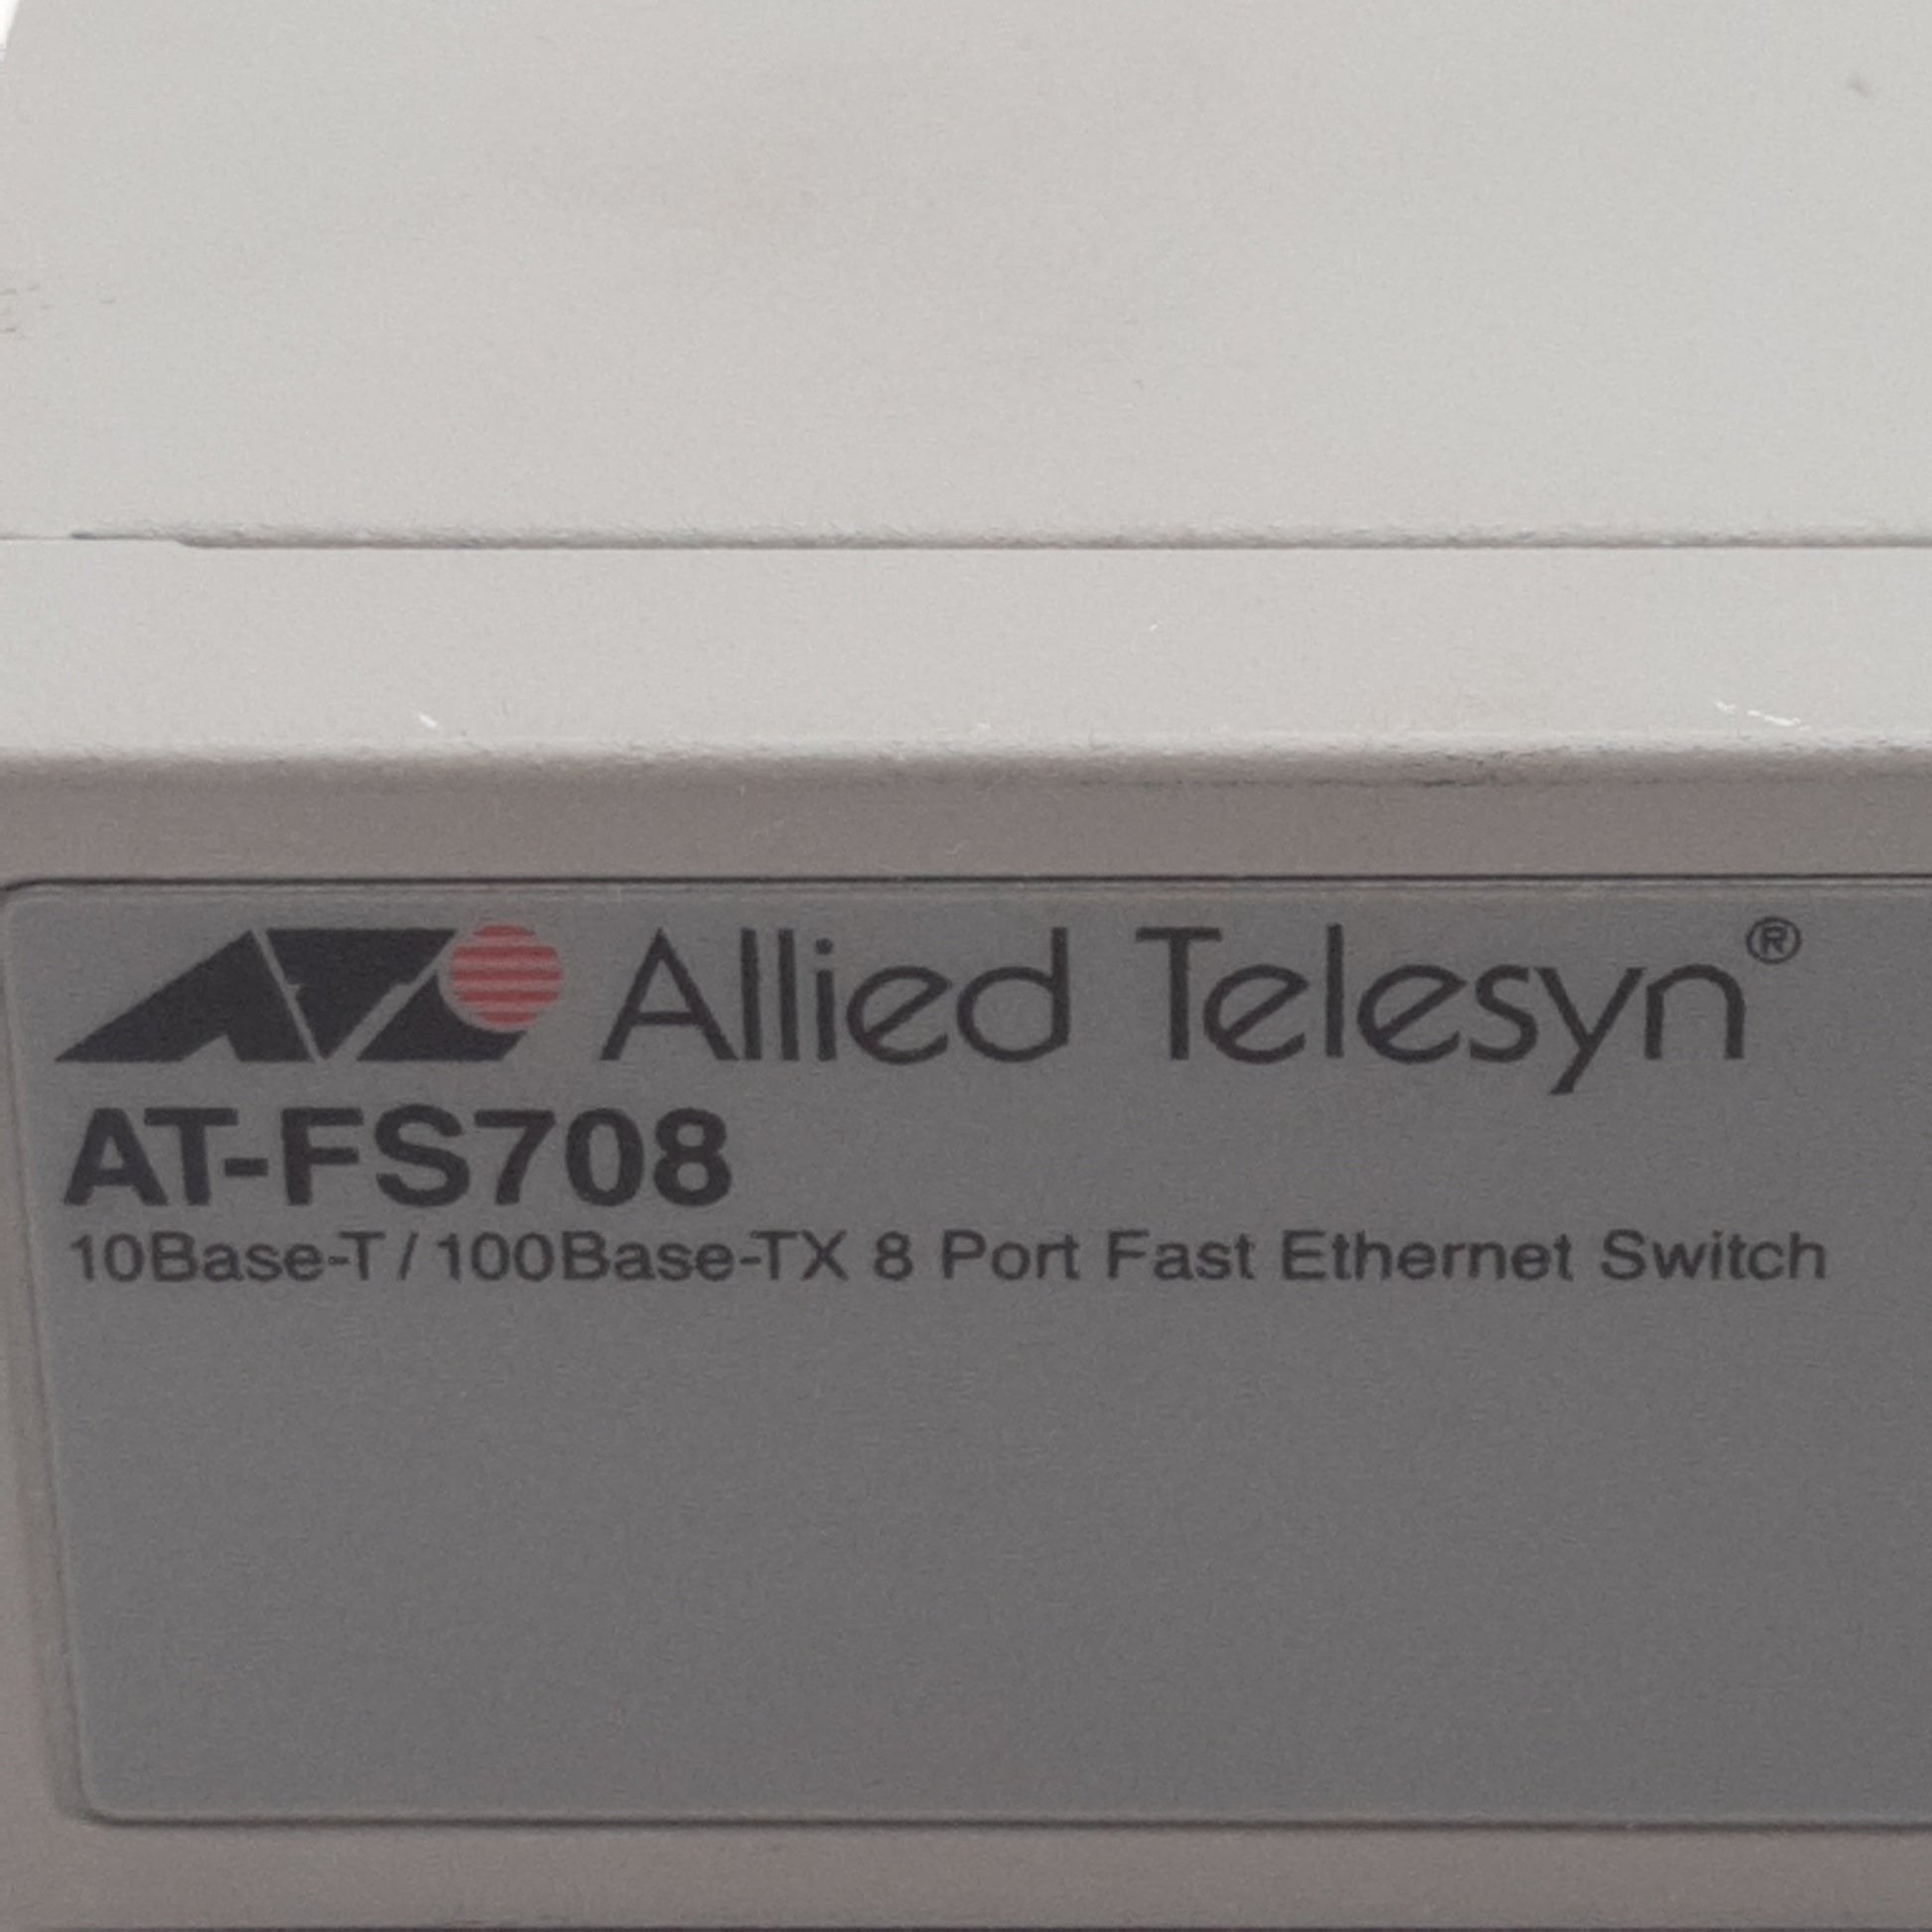 Allied Telesyn®
AT-FS708
10Base-T / 100Base-TX 8 Port Fast Ethernet Switch